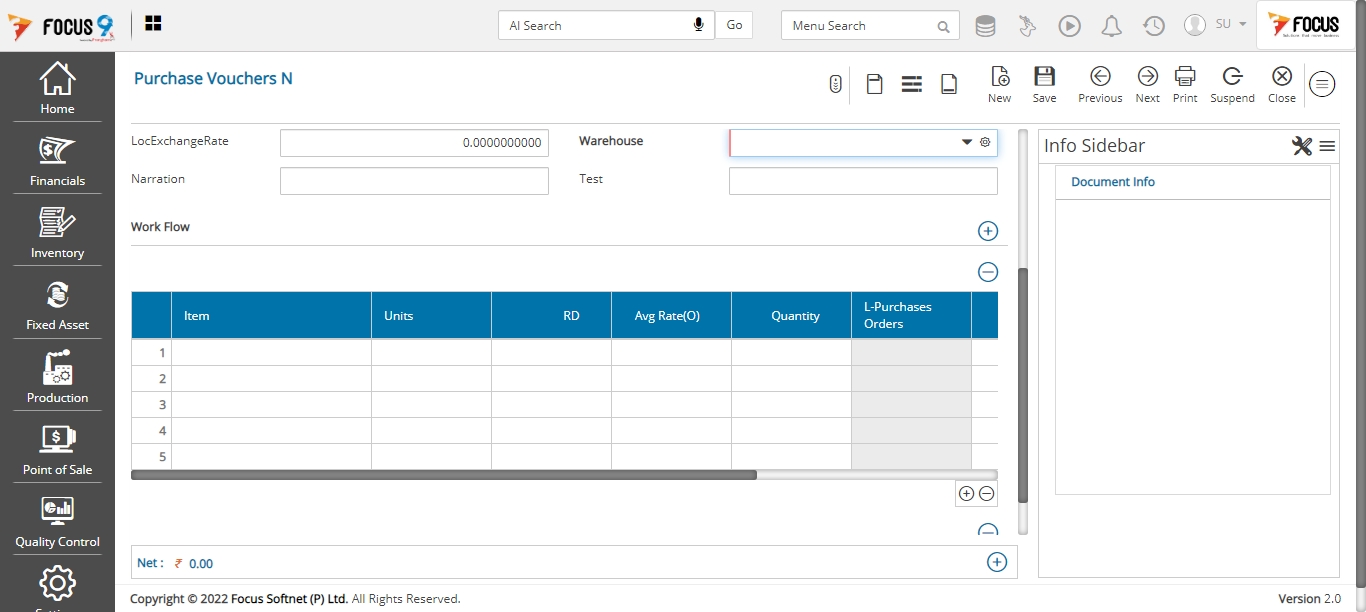 FOCUS 9
AI Search
Go
Menu Search
SU
FOCUS
Home
Financials
Inventory
Fixed Asset
Production
Point of Sale
Quality Control
Purchase Vouchers N
New
Save
Previous
Next
Print
Suspend
Close
LocExchangeRate
0.0000000000
Warehouse
Narration
Test
Work Flow
Item
Units
RD
Avg Rate(O)
Quantity
L-Purchases
Orders
1
2
3
4
5
Net : ₹ 0.00
Info Sidebar
Document Info
Copyright © 2022 Focus Softnet (P) Ltd. All Rights Reserved.
Version 2.0